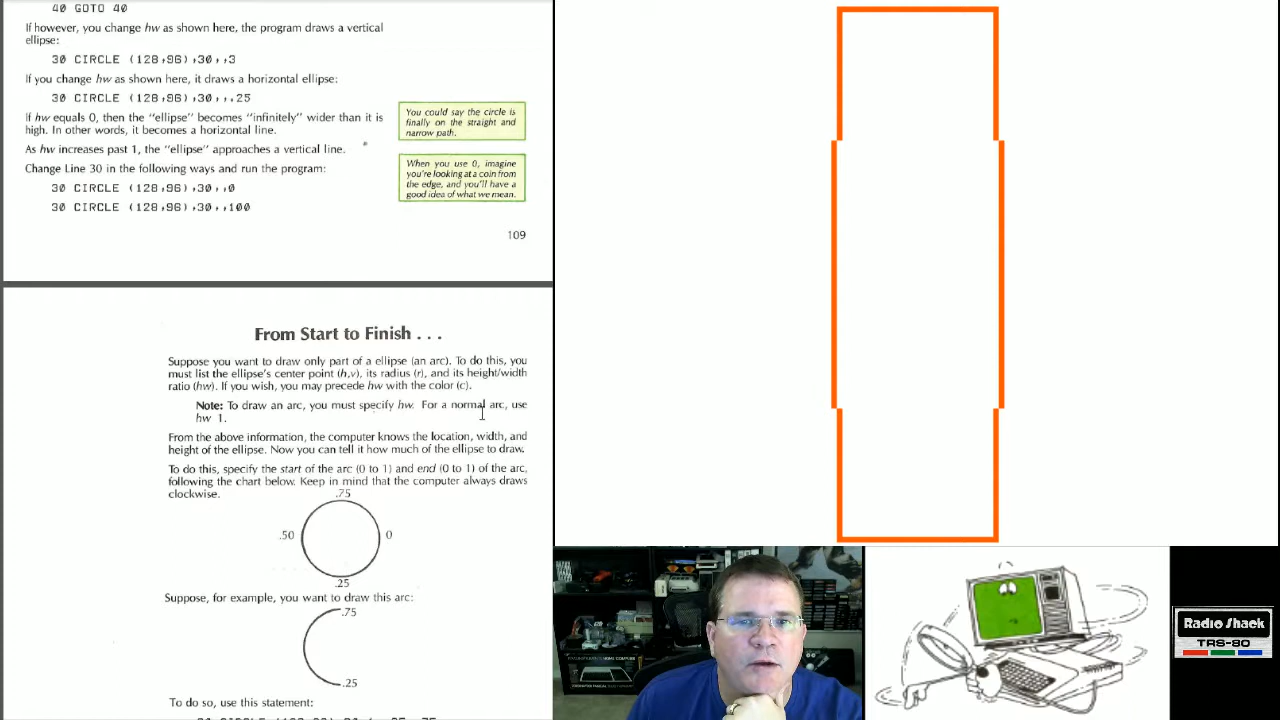 40 GOTO 40
If however, you change hw as shown here, the program draws a vertical
ellipse:
30 CIRCLE (128,96),30,,3
If you change hw as shown here, it draws a horizontal ellipse:
30 CIRCLE (128,96),30,,.25
If hw equals 0, then the "ellipse" becomes "infinitely" wider than it is
high. In other words, it becomes a horizontal line.
As hw increases past 1, the "ellipse" approaches a vertical line.
Change Line 30 in the following ways and run the program:
30 CIRCLE (128,96),30,,0
30 CIRCLE (128,96),30,,100
You could say the circle is
finally on the straight and
narrow path.
When you use 0, imagine
you're looking at a coin from
the edge, and you'll have a
good idea of what we mean.
109
From Start to Finish . . .
Suppose you want to draw only part of a ellipse (an arc). To do this, you
must list the ellipse's center point (h,v), its radius (r), and its height/width
ratio (hw). If you wish, you may precede hw with the color (c).
Note: To draw an arc, you must specify hw. For a normal arc, use
hw 1.
From the above information, the computer knows the location, width, and
height of the ellipse. Now you can tell it how much of the ellipse to draw.
To do this, specify the start of the arc (0 to 1) and end (0 to 1) of the arc,
following the chart below. Keep in mind that the computer always draws
clockwise.
.75
.50
0
.25
Suppose, for example, you want to draw this arc:
.75
.25
To do so, use this statement:
Radio Shack
TRS-80